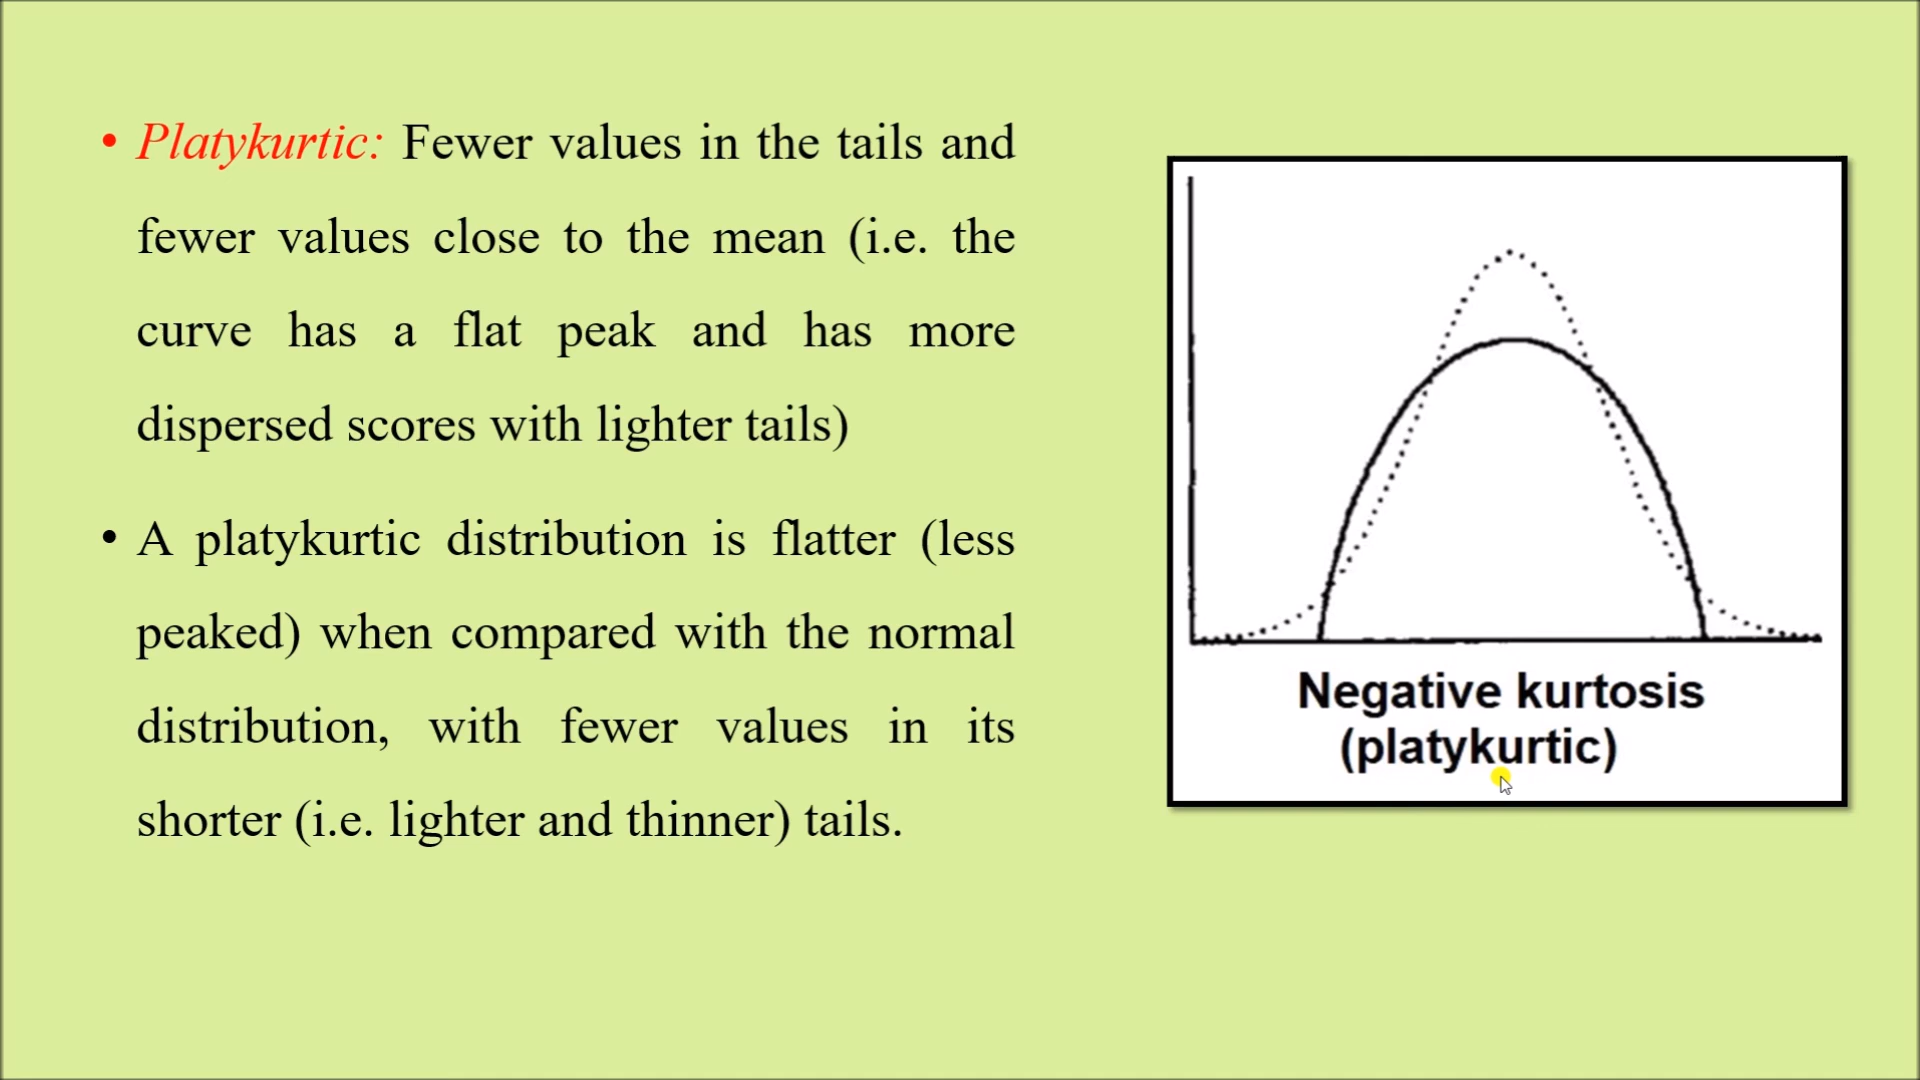 • Platykurtic: Fewer values in the tails and
fewer values close to the mean (i.e. the
curve has a flat peak and has more
dispersed scores with lighter tails)
• A platykurtic distribution is flatter (less
peaked) when compared with the normal
distribution, with fewer values in its
shorter (i.e. lighter and thinner) tails.
Negative kurtosis
(platykurtic)